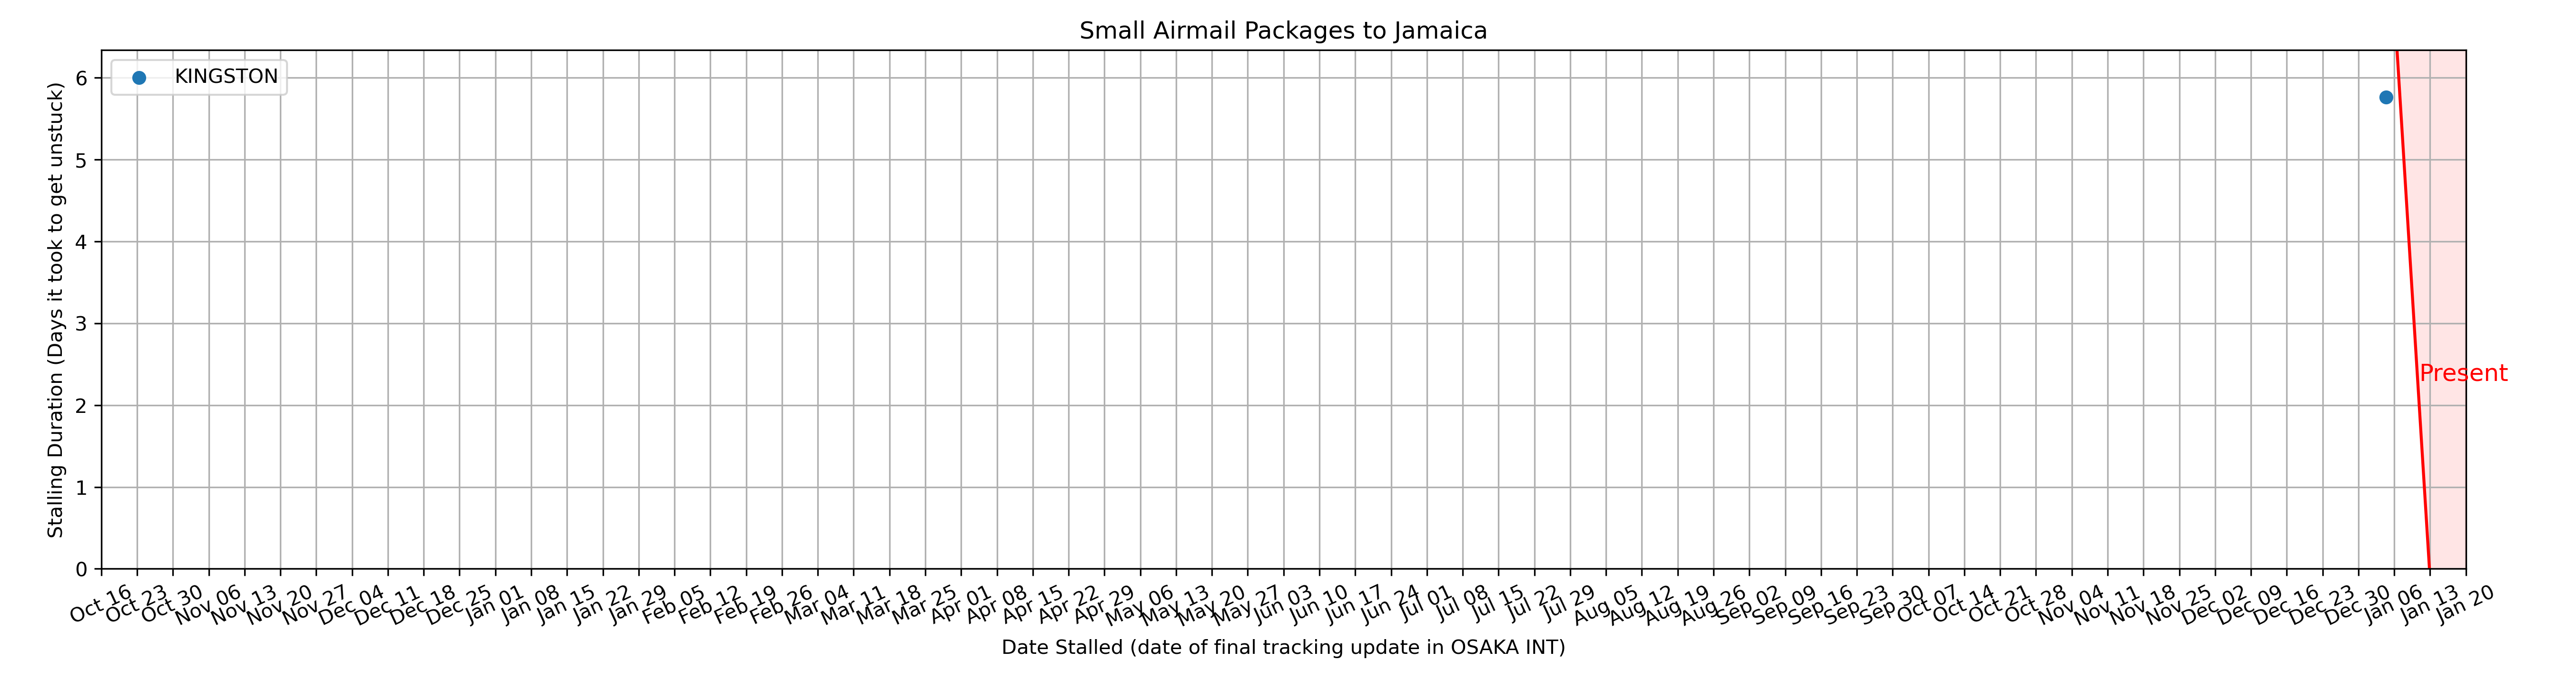 Small Airmail Packages to Jamaica
KINGSTON
Stalling Duration (Days it took to get unstuck)
6
5
4
3
2
1
0
Present
Oct 16 Oct 23 Oct 30 Nov 06 Nov 13 Nov 20 Nov 27 Dec 04 Dec 11 Dec 18 Dec 25 Jan 01 Jan 08 Jan 15 Jan 22 Jan 29 Feb 05 Feb 12 Feb 19 Feb 26 Mar 04 Mar 11 Mar 18 Mar 25 Apr 01 Apr 08 Apr 15 Apr 22 Apr 29 May 06 May 13 May 20 May 27 Jun 03 Jun 10 Jun 17 Jun 24 Jul 01 Jul 08 Jul 15 Jul 22 Jul 29 Aug 05 Aug 12 Aug 19 Aug 26 Sep 02 Sep 09 Sep 16 Sep 23 Sep 30 Oct 07 Oct 14 Oct 21 Oct 28 Nov 04 Nov 11 Nov 18 Nov 25 Dec 02 Dec 09 Dec 16 Dec 23 Dec 30 Jan 06 Jan 13 Jan 20
Date Stalled (date of final tracking update in OSAKA INT)